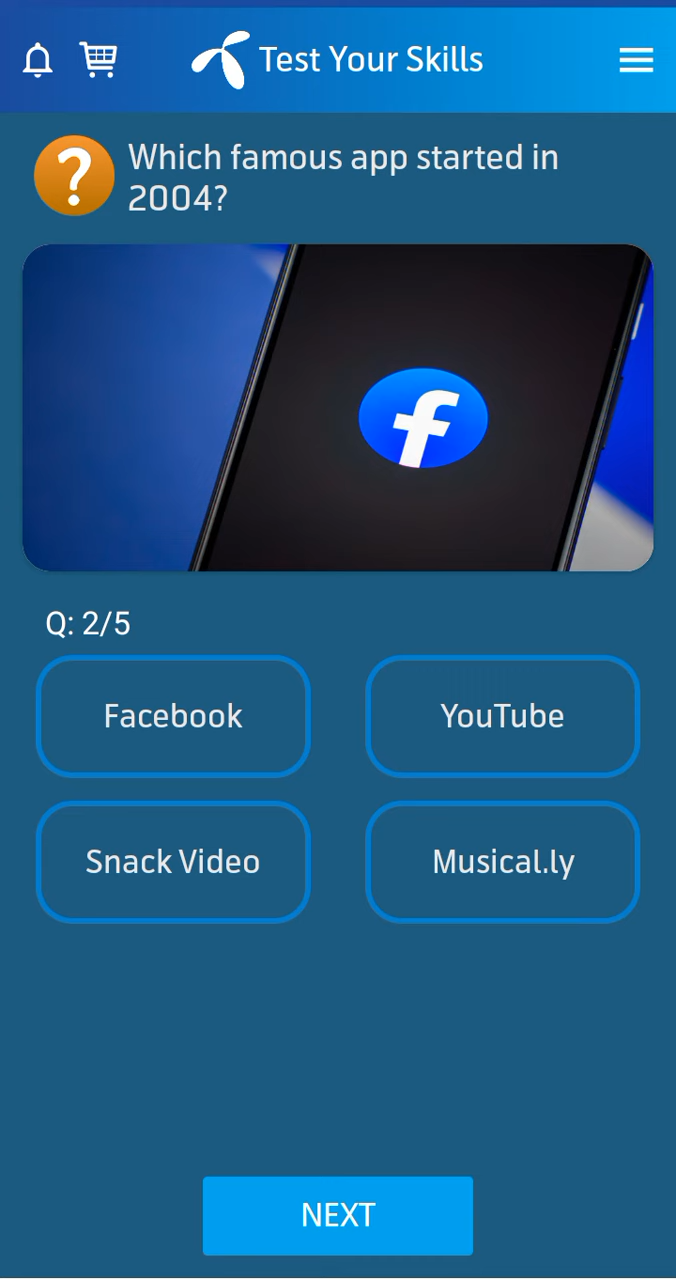 Test Your Skills
Which famous app started in
2004?
f
Q: 2/5
Facebook
YouTube
Snack Video
Musical.ly
NEXT